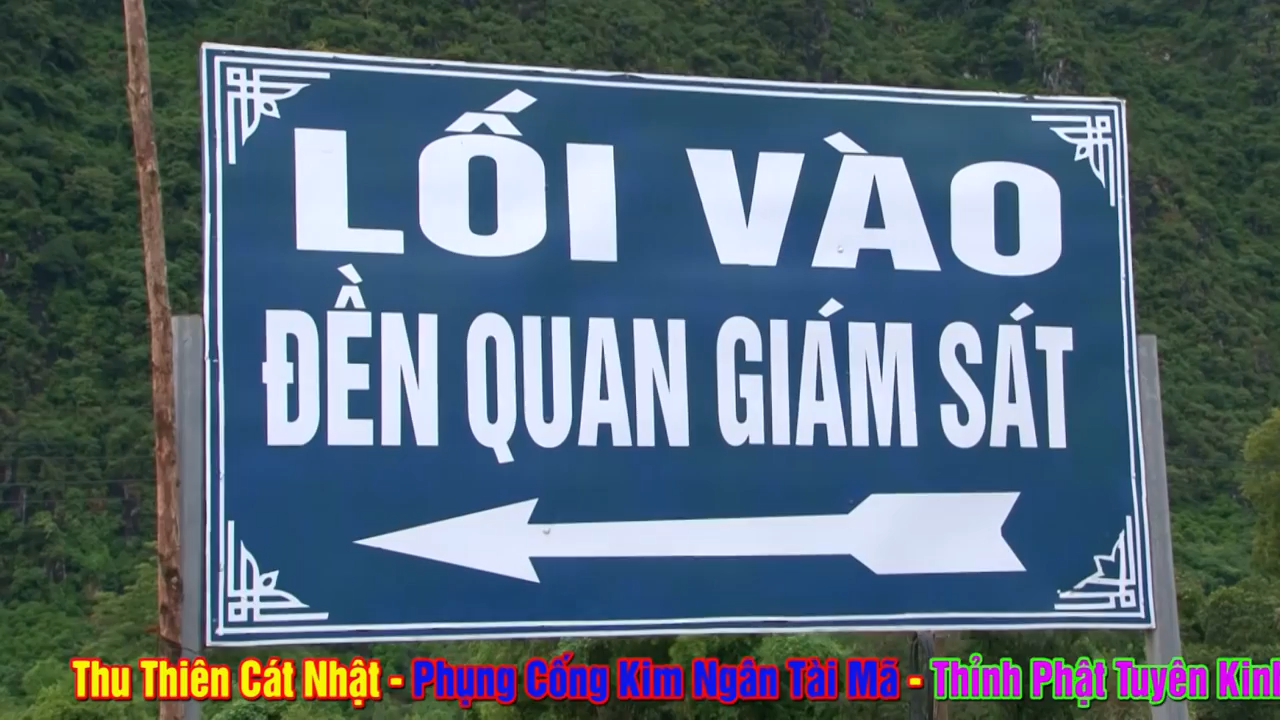 LỐI VÀO
ĐỀN QUAN GIÁM SÁT
Thu Thiên Cát Nhật - Phụng Cống Kim Ngân Tài Mã - Thỉnh Phật Tuyên